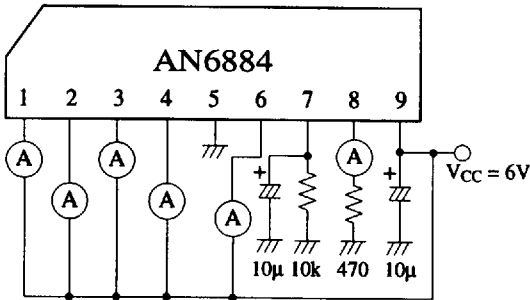 AN6884
1 2 3 4 5 6 7 8 9
A A A A A A
+ +
V_CC = 6V
10μ 10k 470 10μ